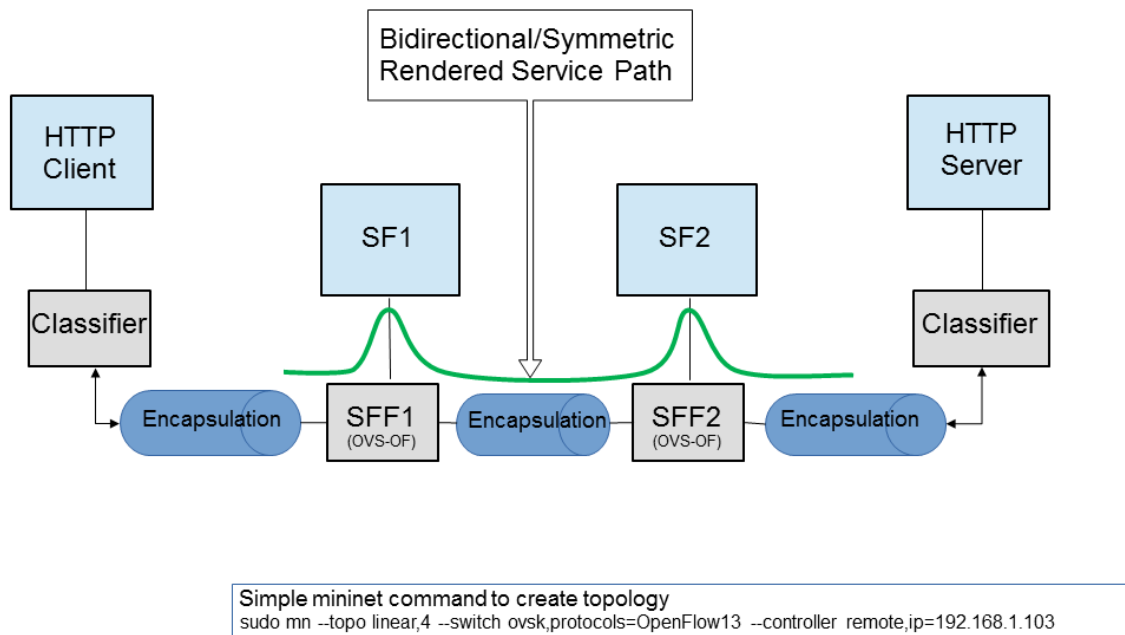 Bidirectional/Symmetric
Rendered Service Path
HTTP
Client
HTTP
Server
SF1
SF2
Classifier
Classifier
Encapsulation
SFF1
(OVS-OF)
Encapsulation
SFF2
(OVS-OF)
Encapsulation
Simple mininet command to create topology
sudo mn --topo linear,4 --switch ovsk,protocols=OpenFlow13 --controller remote,ip=192.168.1.103